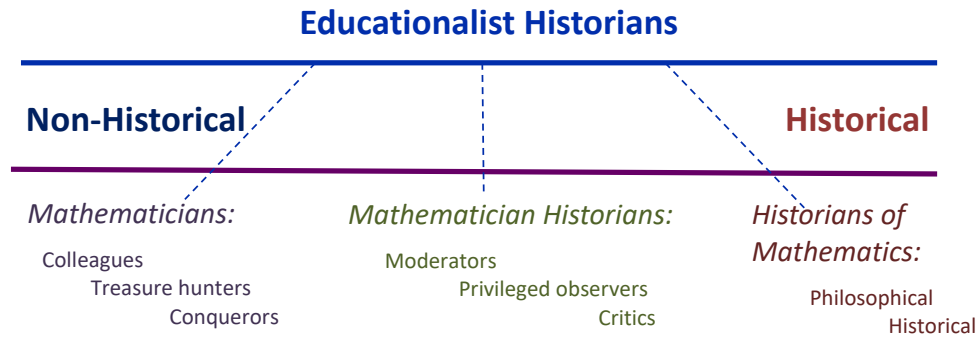 Educationalist Historians
Non-Historical
Historical
Mathematicians:
Colleagues
Treasure hunters
Conquerors
Mathematician Historians:
Moderators
Privileged observers
Critics
Historians of
Mathematics:
Philosophical
Historical